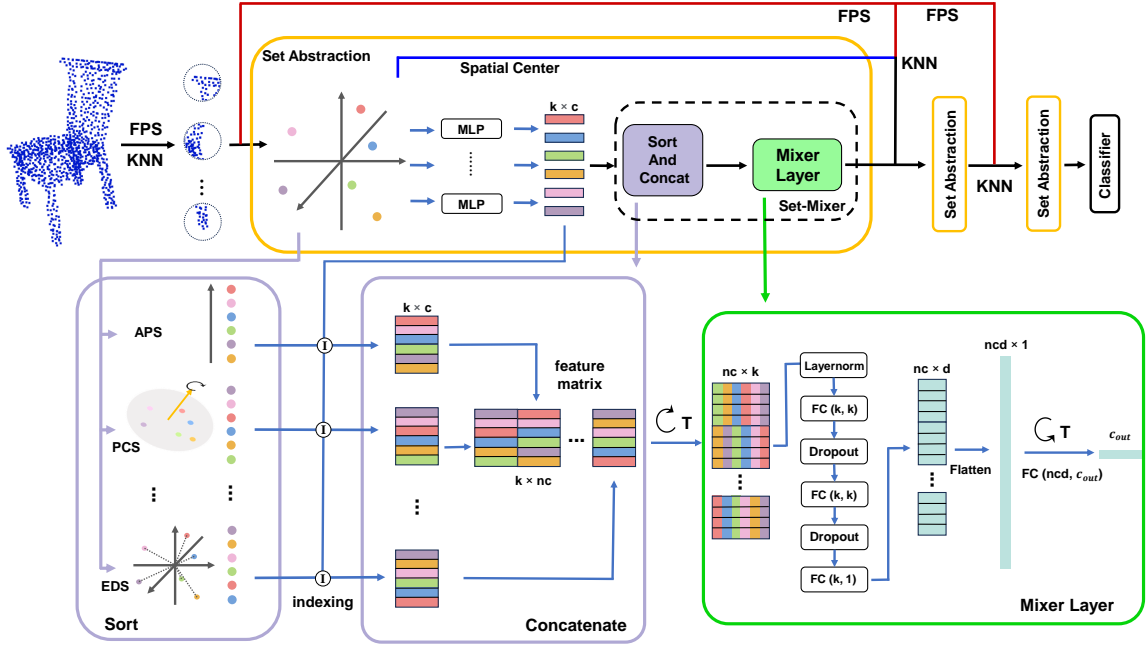 FPS
FPS
Set Abstraction
Spatial Center
KNN
FPS
KNN
k × c
MLP
MLP
Sort
And
Concat
Mixer
Layer
Set-Mixer
Set Abstraction
KNN
Set Abstraction
Classifier
APS
PCS
EDS
Sort
I
I
I
indexing
k × c
feature
matrix
k × nc
Concatenate
T
nc × k
Layernorm
FC (k, k)
Dropout
FC (k, k)
Dropout
FC (k, 1)
nc × d
Flatten
ncd × 1
T
FC (ncd, c_out)
c_out
Mixer Layer